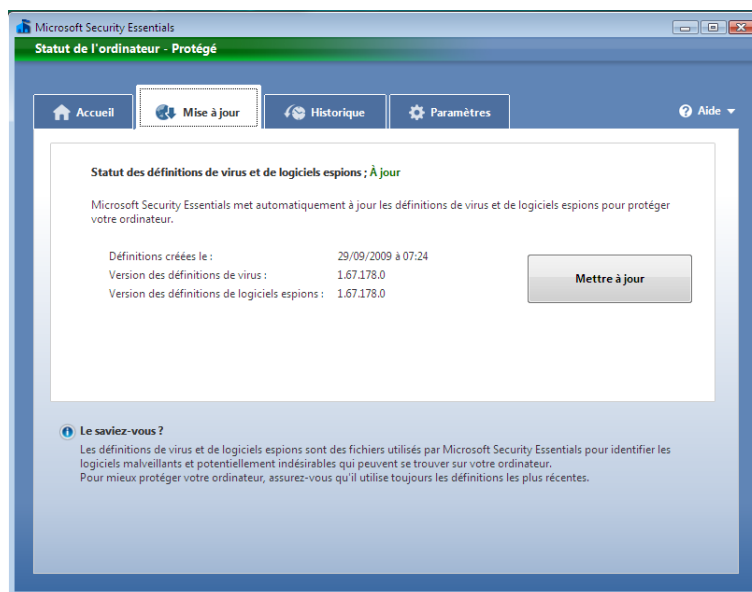 Microsoft Security Essentials
Statut de l'ordinateur - Protégé
Accueil
Mise à jour
Historique
Paramètres
Aide
Statut des définitions de virus et de logiciels espions ; À jour
Microsoft Security Essentials met automatiquement à jour les définitions de virus et de logiciels espions pour protéger
votre ordinateur.
Définitions créées le : 29/09/2009 à 07:24
Version des définitions de virus : 1.67.178.0
Version des définitions de logiciels espions : 1.67.178.0
Mettre à jour
Le saviez-vous ?
Les définitions de virus et de logiciels espions sont des fichiers utilisés par Microsoft Security Essentials pour identifier les
logiciels malveillants et potentiellement indésirables qui peuvent se trouver sur votre ordinateur.
Pour mieux protéger votre ordinateur, assurez-vous qu'il utilise toujours les définitions les plus récentes.